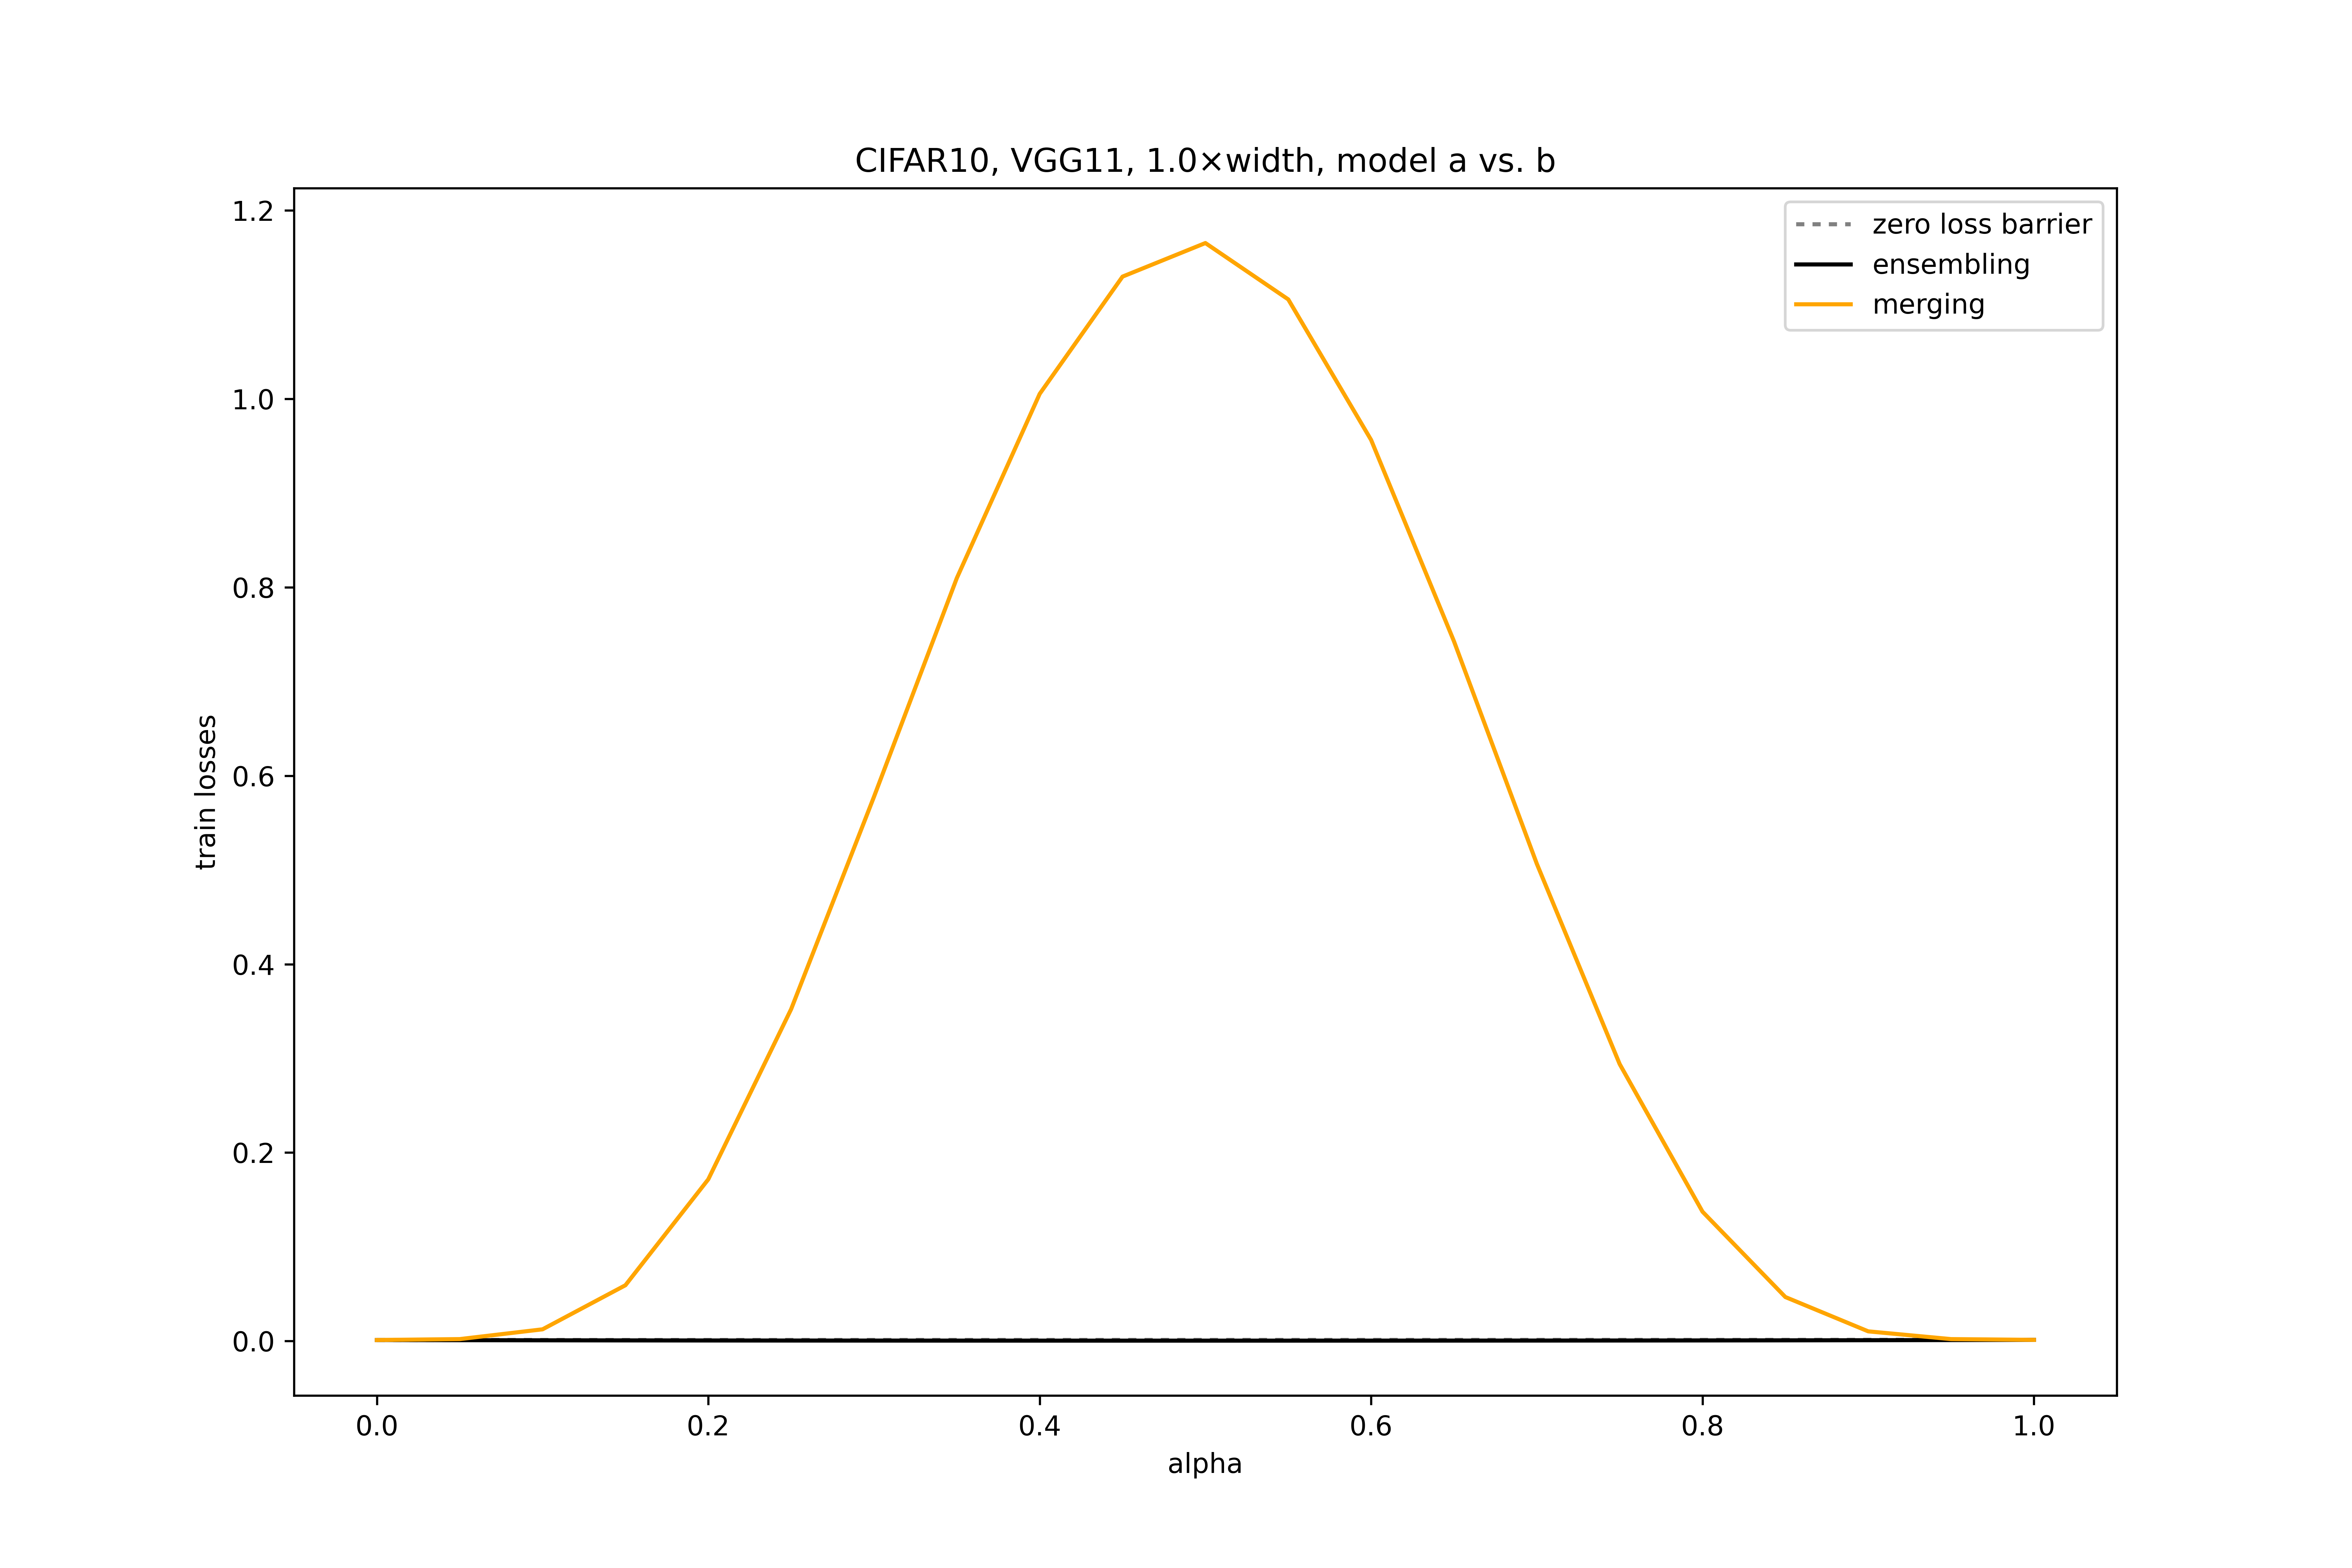 CIFAR10, VGG11, 1.0×width, model a vs. b
zero loss barrier
ensembling
merging
1.2
1.0
0.8
0.6
0.4
0.2
0.0
train losses
0.0 0.2 0.4 0.6 0.8 1.0
alpha